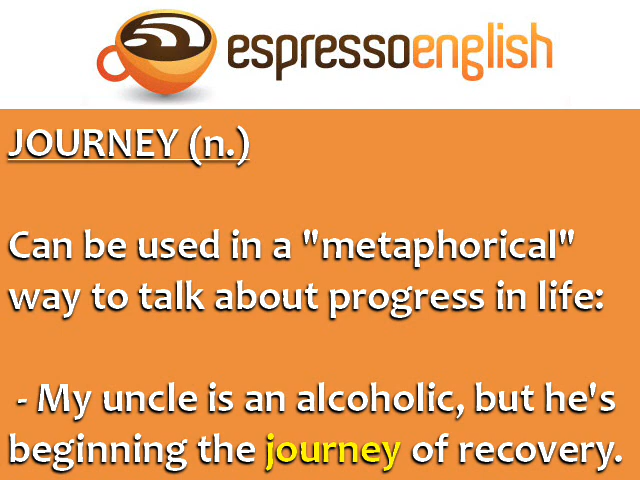 espressoenglish
JOURNEY (n.)
Can be used in a "metaphorical"
way to talk about progress in life:
- My uncle is an alcoholic, but he's
beginning the journey of recovery.